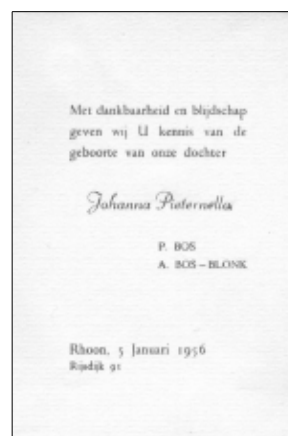 Met dankbaarheid en blijdschap
geven wij U kennis van de
geboorte van onze dochter
Johanna Pieternella
P. BOS
A. BOS – BLONK
Rhoon, 5 Januari 1956
Rijsdijk 91